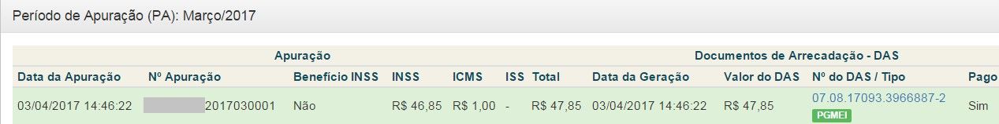 Período de Apuração (PA): Março/2017
Apuração Documentos de Arrecadação - DAS
Data da Apuração Nº Apuração Benefício INSS INSS ICMS ISS Total Data da Geração Valor do DAS Nº do DAS / Tipo Pago
03/04/2017 14:46:22 2017030001 Não R$ 46,85 R$ 1,00 - R$ 47,85 03/04/2017 14:46:22 R$ 47,85 07.08.17093.3966887-2 Sim
PGMEI